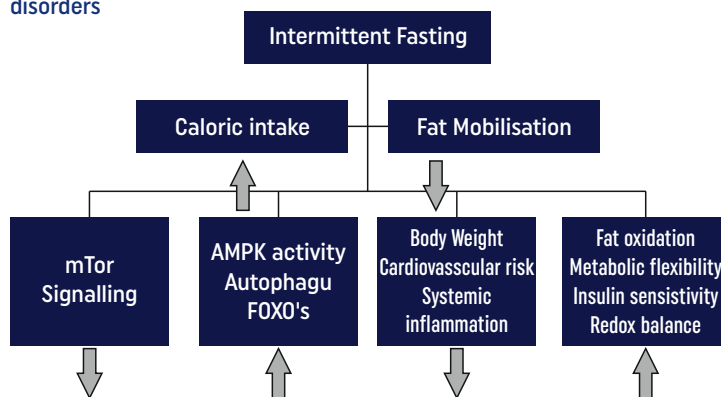 disorders
Intermittent Fasting
Caloric intake
Fat Mobilisation
mTor
Signalling
AMPK activity
Autophagu
FOXO's
Body Weight
Cardiovasscular risk
Systemic
inflammation
Fat oxidation
Metabolic flexibility
Insulin sensistivity
Redox balance